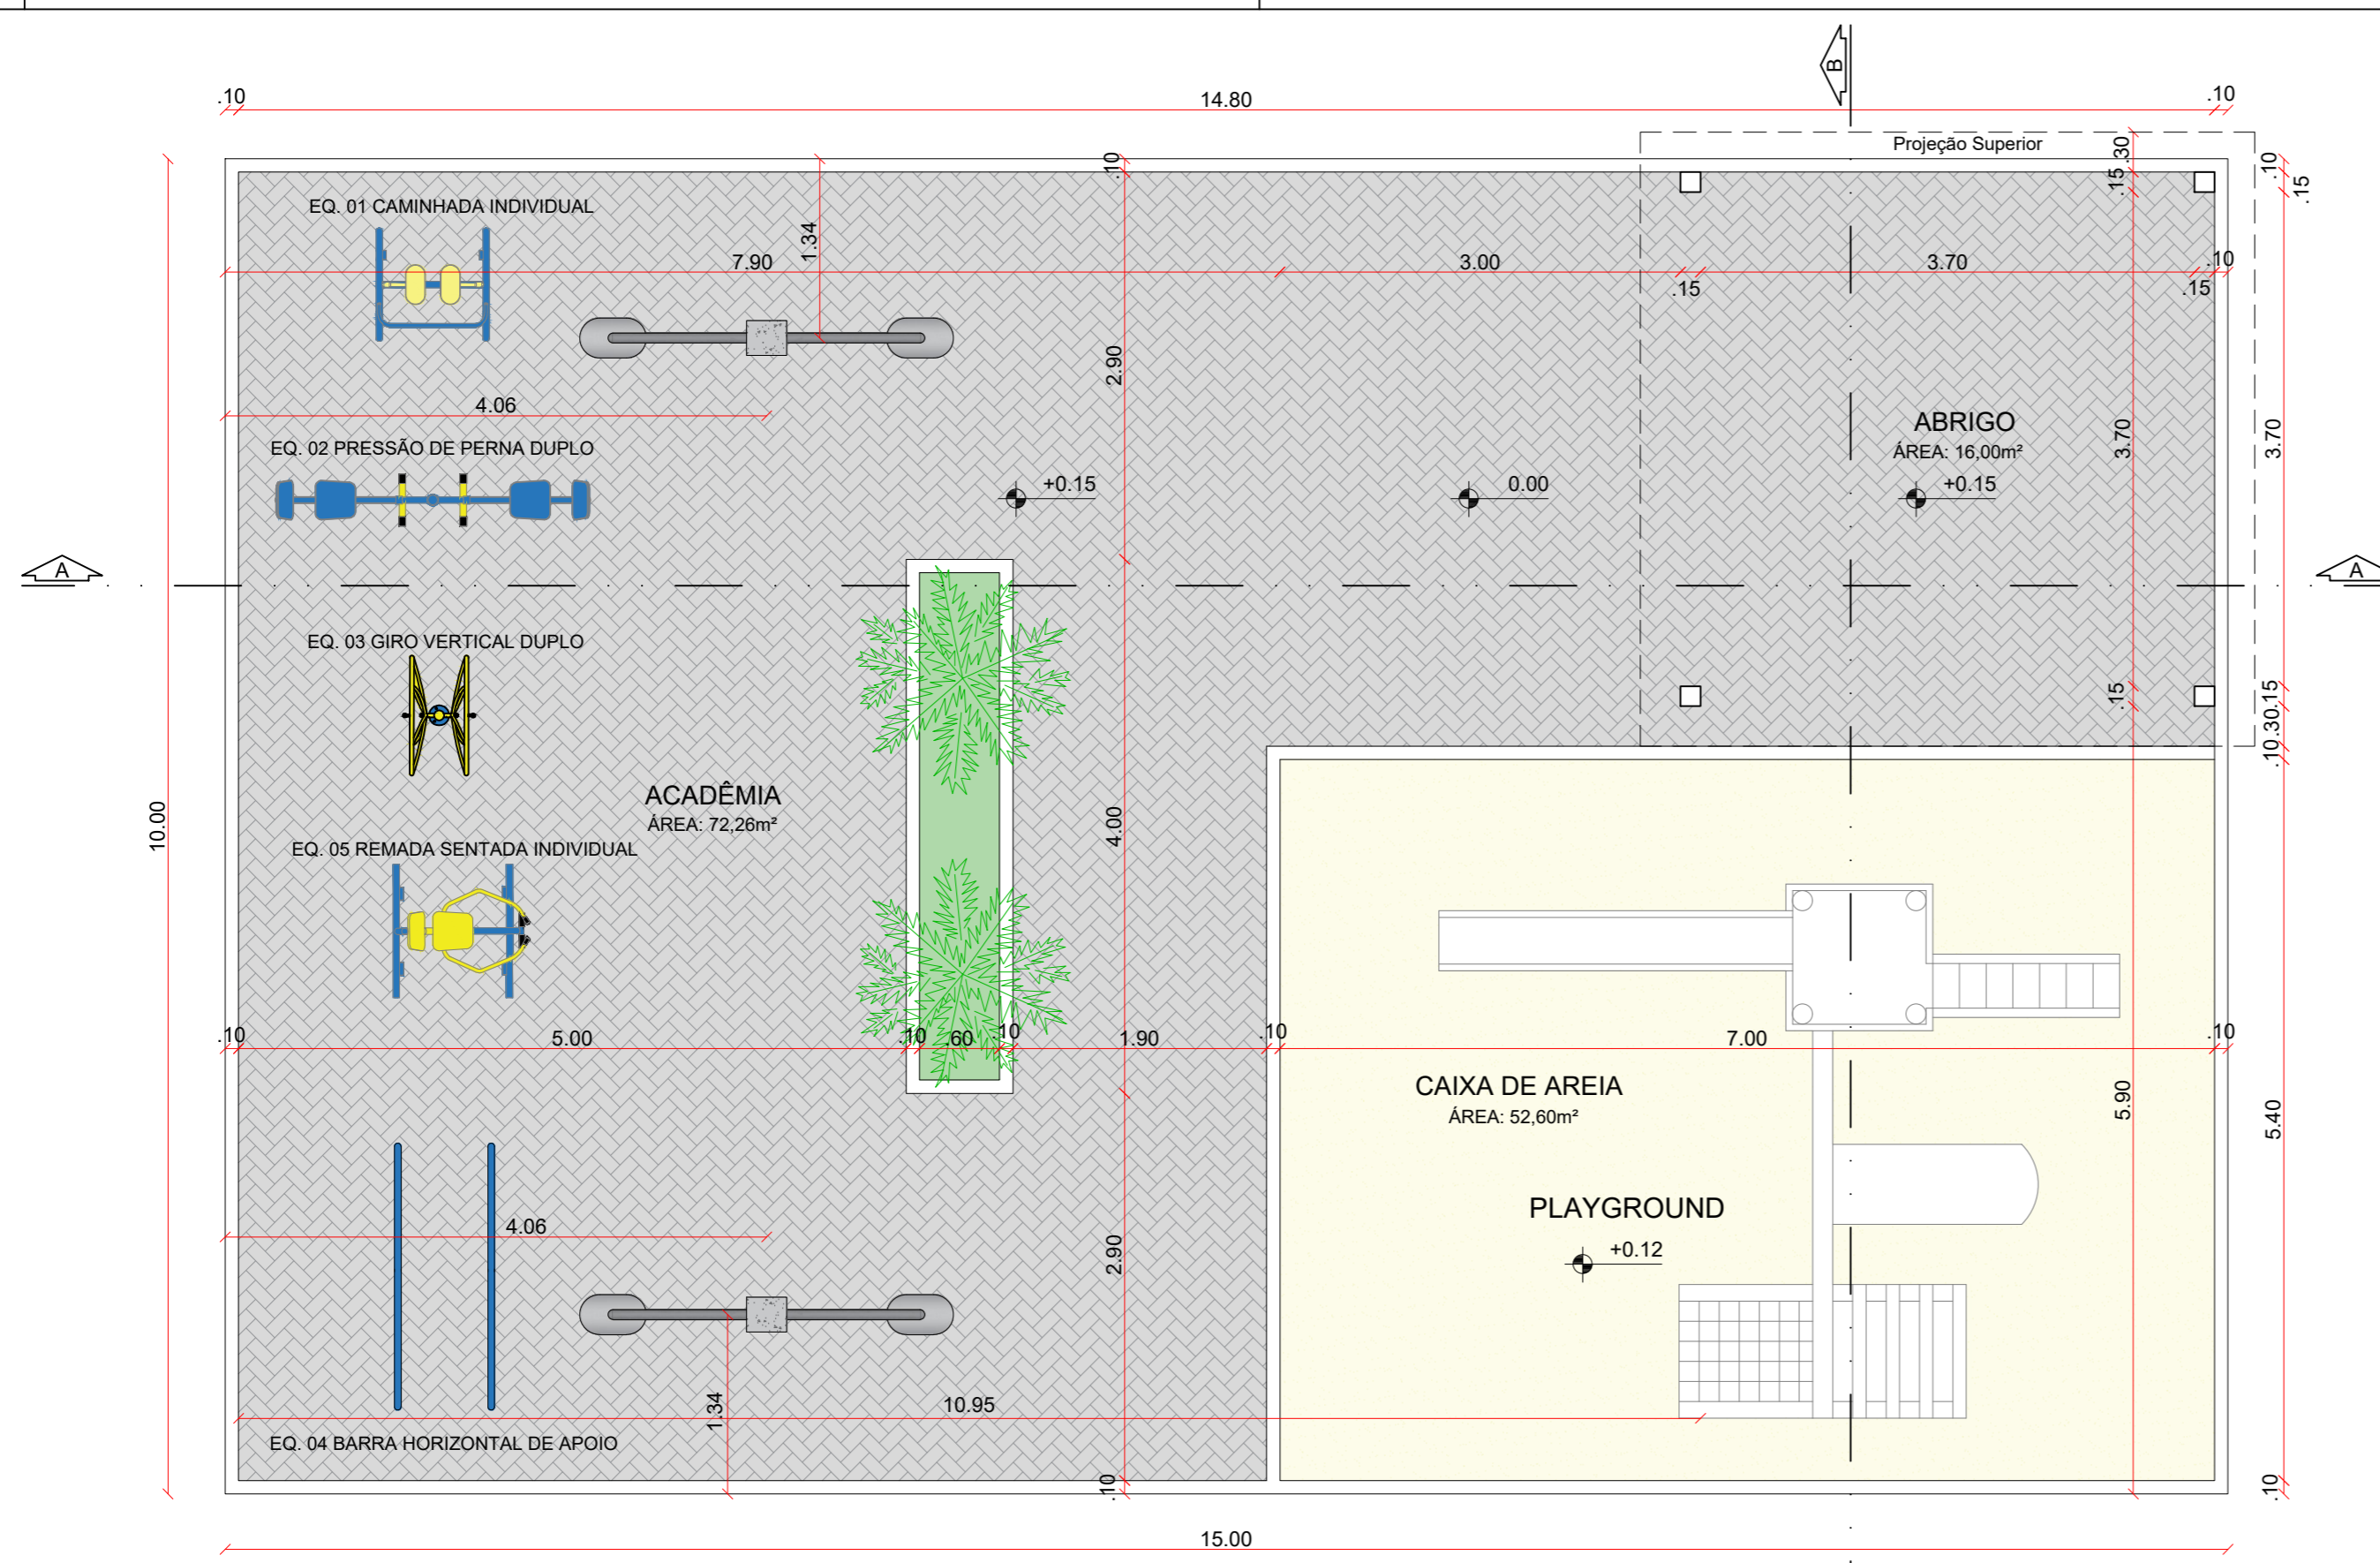 B
.10
14.80
.10
Projeção Superior
.10
.30
.10
.15
.15
EQ. 01 CAMINHADA INDIVIDUAL
1.34
7.90
3.00
3.70
.10
.15
.15
2.90
4.06
ABRIGO
ÁREA: 16,00m²
3.70
3.70
EQ. 02 PRESSÃO DE PERNA DUPLO
+0.15
0.00
+0.15
A
A
EQ. 03 GIRO VERTICAL DUPLO
.15
.15
.30
.10
ACADÊMIA
ÁREA: 72,26m²
10.00
4.00
EQ. 05 REMADA SENTADA INDIVIDUAL
.10
5.00
.10
.60
.10
1.90
.10
7.00
.10
CAIXA DE AREIA
ÁREA: 52,60m²
5.90
5.40
PLAYGROUND
+0.12
4.06
2.90
1.34
10.95
EQ. 04 BARRA HORIZONTAL DE APOIO
.10
.10
15.00